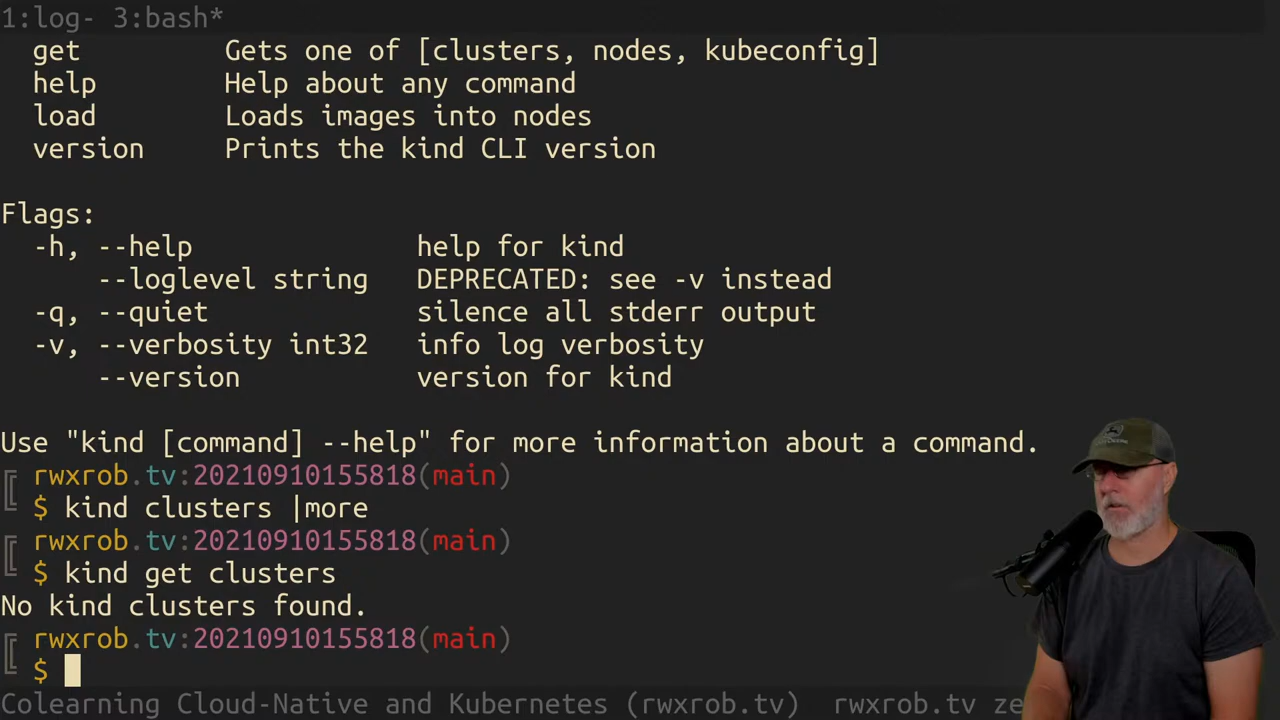 1:log- 3:bash*
get Gets one of [clusters, nodes, kubeconfig]
help Help about any command
load Loads images into nodes
version Prints the kind CLI version
Flags:
-h, --help help for kind
--loglevel string DEPRECATED: see -v instead
-q, --quiet silence all stderr output
-v, --verbosity int32 info log verbosity
--version version for kind
Use "kind [command] --help" for more information about a command.
rwxrob.tv:20210910155818(main)
$ kind clusters |more
rwxrob.tv:20210910155818(main)
$ kind get clusters
No kind clusters found.
rwxrob.tv:20210910155818(main)
$
Colearning Cloud-Native and Kubernetes (rwxrob.tv) rwxrob.tv ze